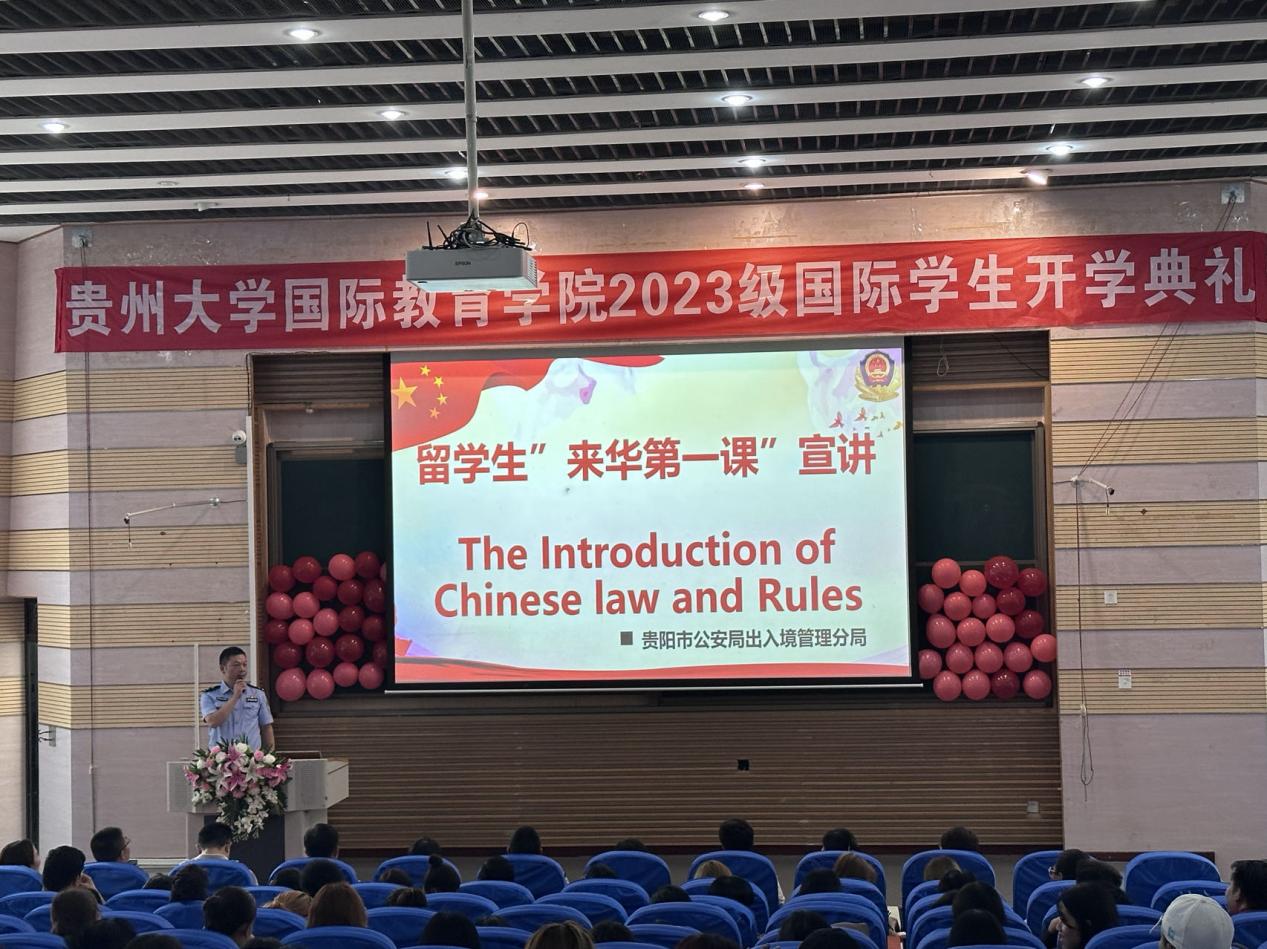 EPSON
贵州大学国际教育学院2023级国际学生开学典礼
留学生”来华第一课”宣讲
The Introduction of
Chinese law and Rules
■ 贵阳市公安局出入境管理分局